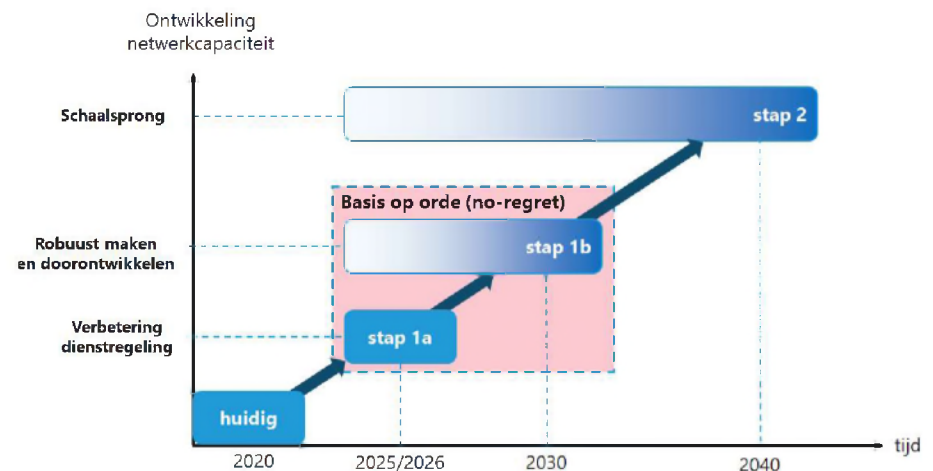 Ontwikkeling
netwerkcapaciteit
Schaalsprong
stap 2
Basis op orde (no-regret)
Robuust maken
en doorontwikkelen
stap 1b
Verbetering
dienstregeling
stap 1a
huidig
tijd
2020
2025/2026
2030
2040